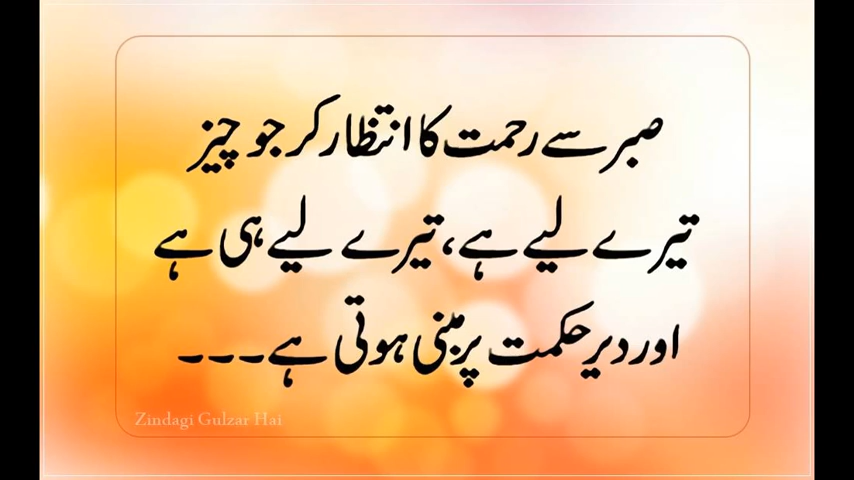 صبر سے رحمت کا انتظار کر جو چیز
تیرے لیے ہے، تیرے لیے ہی ہے
اور دیر حکمت پر مبنی ہوتی ہے۔۔۔
Zindagi Gulzar Hai